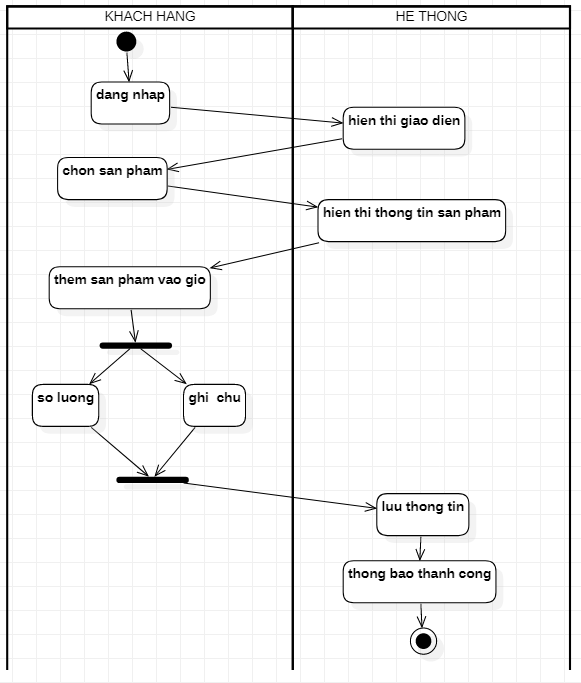 KHACH HANG
HE THONG
dang nhap
hien thi giao dien
chon san pham
hien thi thong tin san pham
them san pham vao gio
so luong
ghi  chu
luu thong tin
thong bao thanh cong